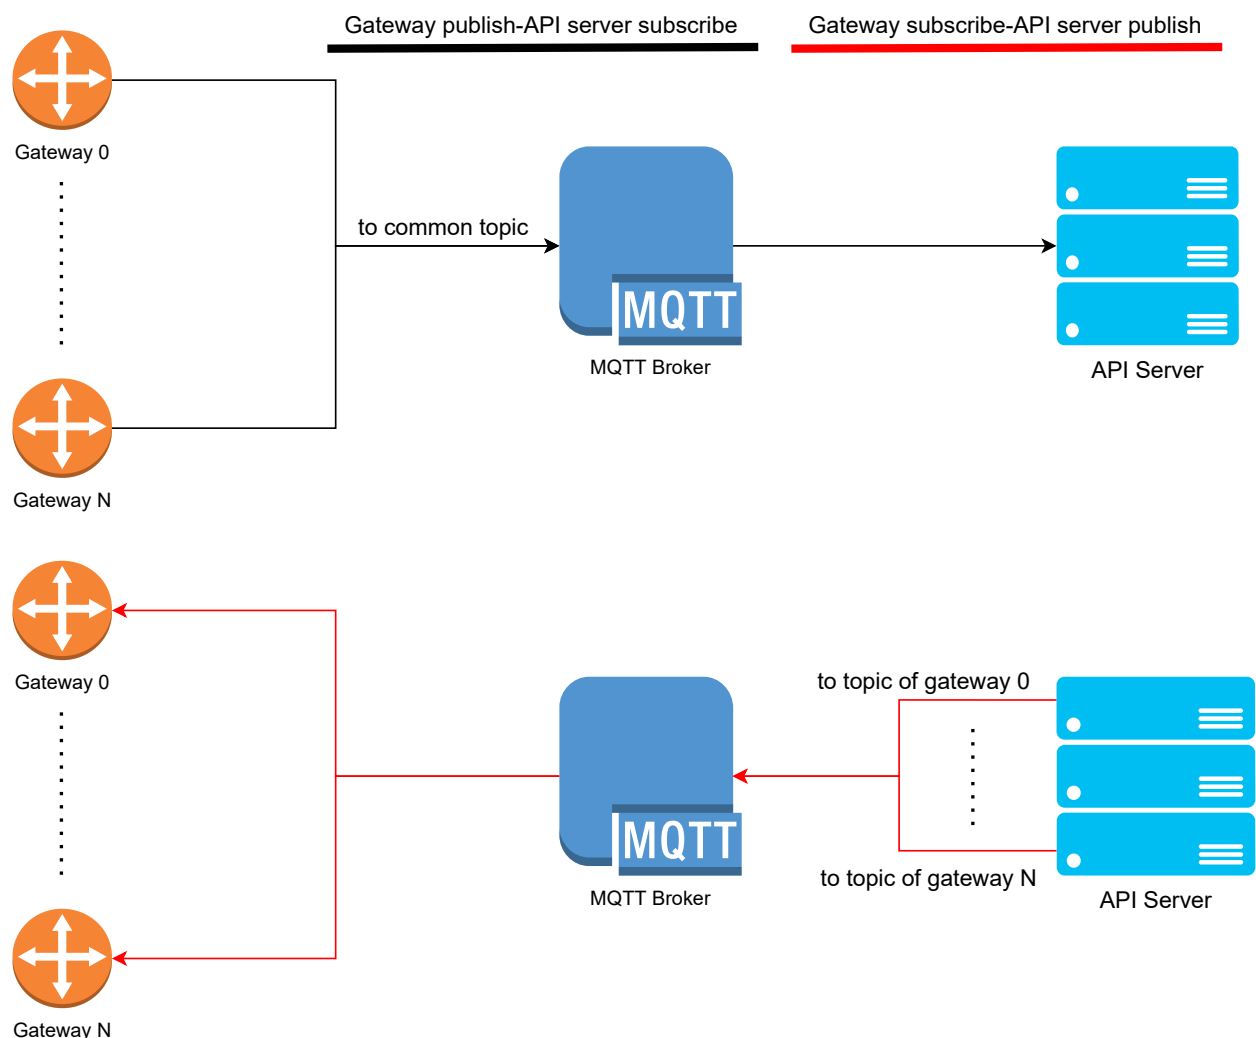 Gateway publish-API server subscribe
Gateway subscribe-API server publish
Gateway 0
to common topic
MQTT
MQTT Broker
API Server
Gateway N
Gateway 0
to topic of gateway 0
MQTT
to topic of gateway N
MQTT Broker
API Server
Gateway N